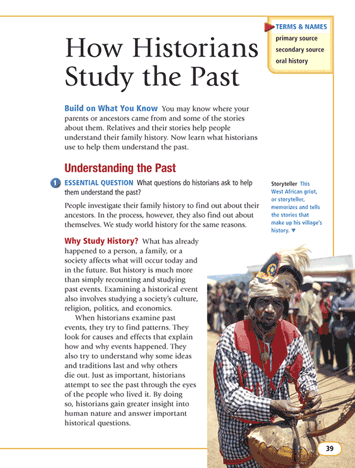 TERMS & NAMES
primary source
secondary source
oral history
How Historians
Study the Past
Build on What You Know You may know where your
parents or ancestors came from and some of the stories
about them. Relatives and their stories help people
understand their family history. Now learn what historians
use to help them understand the past.
Understanding the Past
1 ESSENTIAL QUESTION What questions do historians ask to help
them understand the past?
People investigate their family history to find out about their
ancestors. In the process, however, they also find out about
themselves. We study world history for the same reasons.
Why Study History? What has already
happened to a person, a family, or a
society affects what will occur today and
in the future. But history is much more
than simply recounting and studying
past events. Examining a historical event
also involves studying a society's culture,
religion, politics, and economics.
When historians examine past
events, they try to find patterns. They
look for causes and effects that explain
how and why events happened. They
also try to understand why some ideas
and traditions last and why others
die out. Just as important, historians
attempt to see the past through the eyes
of the people who lived it. By doing
so, historians gain greater insight into
human nature and answer important
historical questions.
Storyteller This
West African griot,
or storyteller,
memorizes and tells
the stories that
make up his village's
history. ▼
39